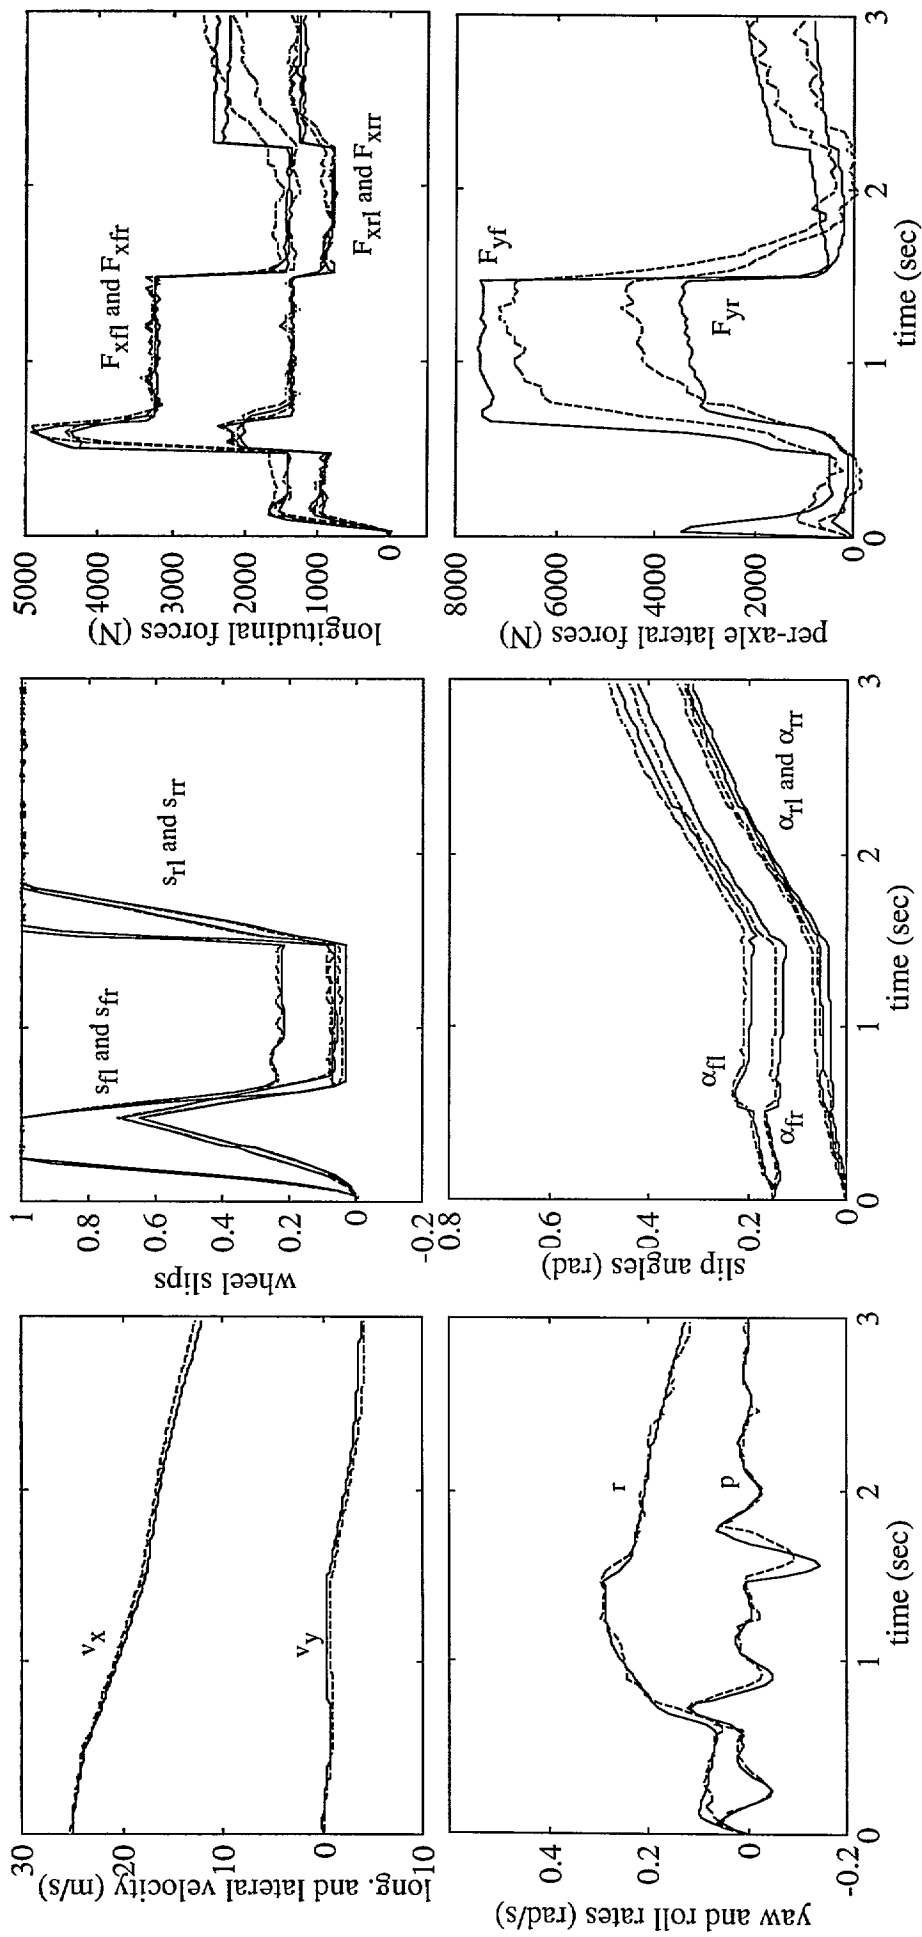 30
20
10
0
10
long. and lateral velocity (m/s)
v_x
v_y
1
0.8
0.6
0.4
0.2
0
-0.2
wheel slips
s_fl and s_fr
s_rl and s_rr
5000
4000
3000
2000
1000
0
longitudinal forces (N)
F_xfl and F_xfr
F_xrl and F_xrr
0.6
0.4
0.2
0
-0.2
yaw and roll rates (rad/s)
r
p
0
1
2
3
time (sec)
0.8
0.6
0.4
0.2
0
slip angles (rad)
α_fl
α_fr
α_rl and α_rr
0
1
2
3
time (sec)
8000
6000
4000
2000
0
per-axle lateral forces (N)
F_yf
F_yr
0
1
2
3
time (sec)